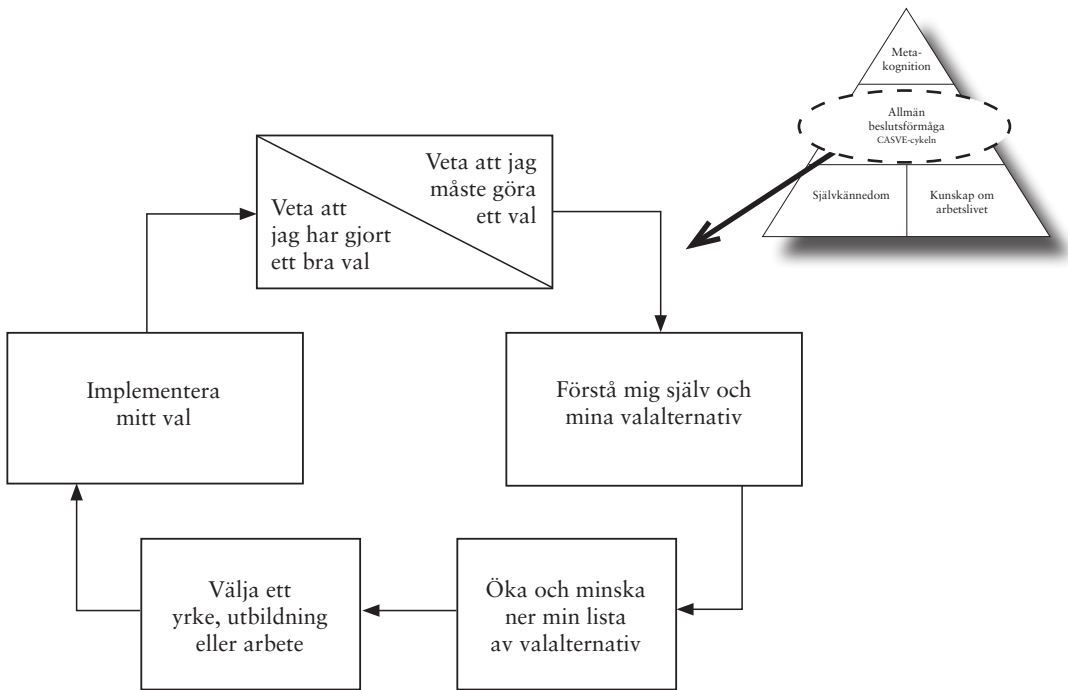 Meta-
kognition
Allmän
beslutsförmåga
CASVE-cykeln
Självkännedom
Kunskap om
arbetslivet
Veta att jag
måste göra
ett val
Veta att
jag har gjort
ett bra val
Förstå mig själv och
mina valalternativ
Öka och minska
ner min lista
av valalternativ
Välja ett
yrke, utbildning
eller arbete
Implementera
mitt val